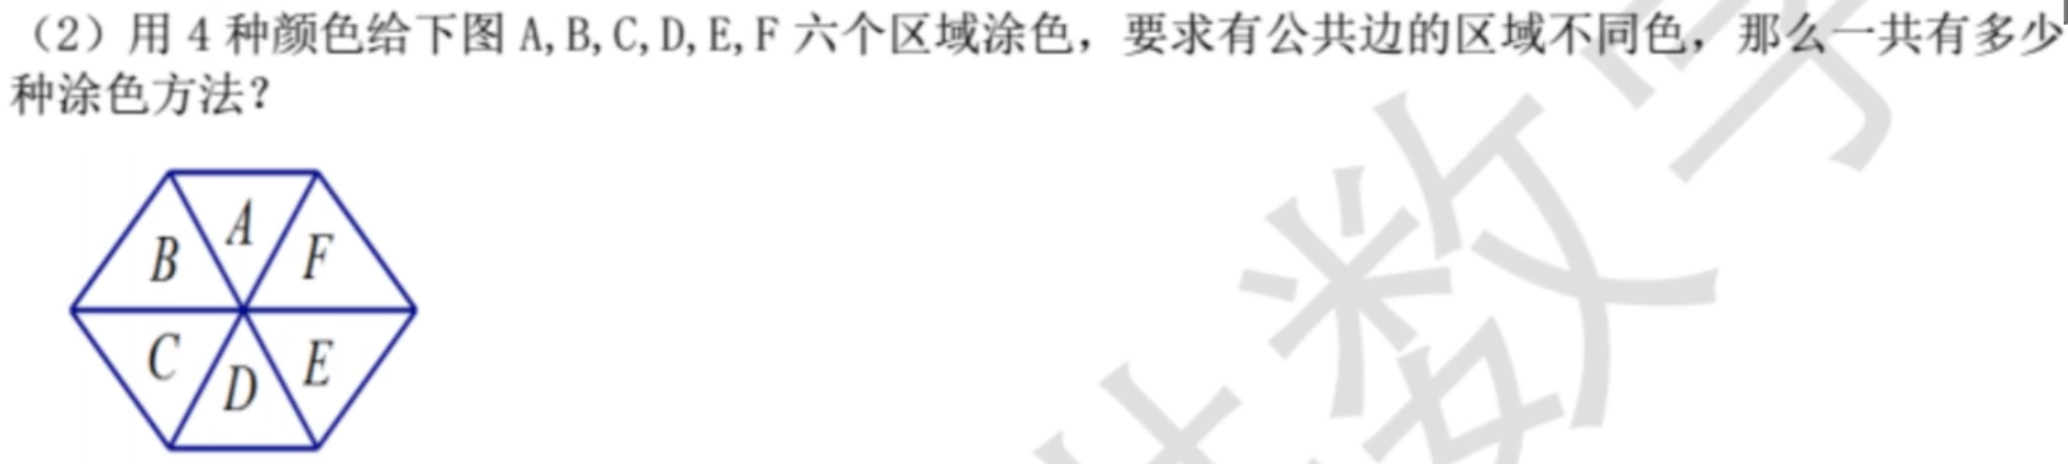 （2）用 4 种颜色给下图 A,B,C,D,E,F 六个区域涂色，要求有公共边的区域不同色，那么一共有多少
种涂色方法？
A
B
F
C
E
D
数学